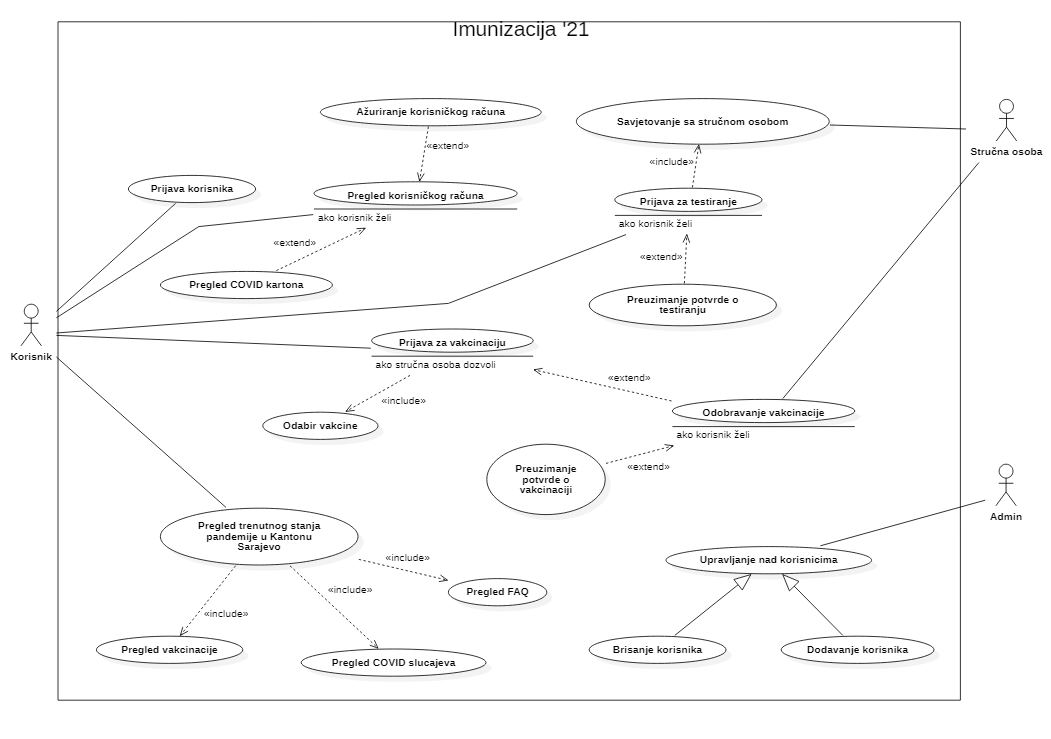 Imunizacija '21
Ažuriranje korisničkog računa
Savjetovanje sa stručnom osobom
«extend»
«include»
Stručna osoba
Prijava korisnika
Pregled korisničkog računa
Prijava za testiranje
ako korisnik želi
ako korisnik želi
«extend»
«extend»
Pregled COVID kartona
Preuzimanje potvrde o
testiranju
Korisnik
Prijava za vakcinaciju
ako stručna osoba dozvoli
«extend»
«include»
Odabir vakcine
Odobravanje vakcinacije
ako korisnik želi
Preuzimanje
potvrde o
vakcinaciji
«extend»
Admin
Pregled trenutnog stanja
pandemije u Kantonu
Sarajevo
«include»
Upravljanje nad korisnicima
«include»
Pregled FAQ
«include»
Pregled vakcinacije
Pregled COVID slucajeva
Brisanje korisnika
Dodavanje korisnika